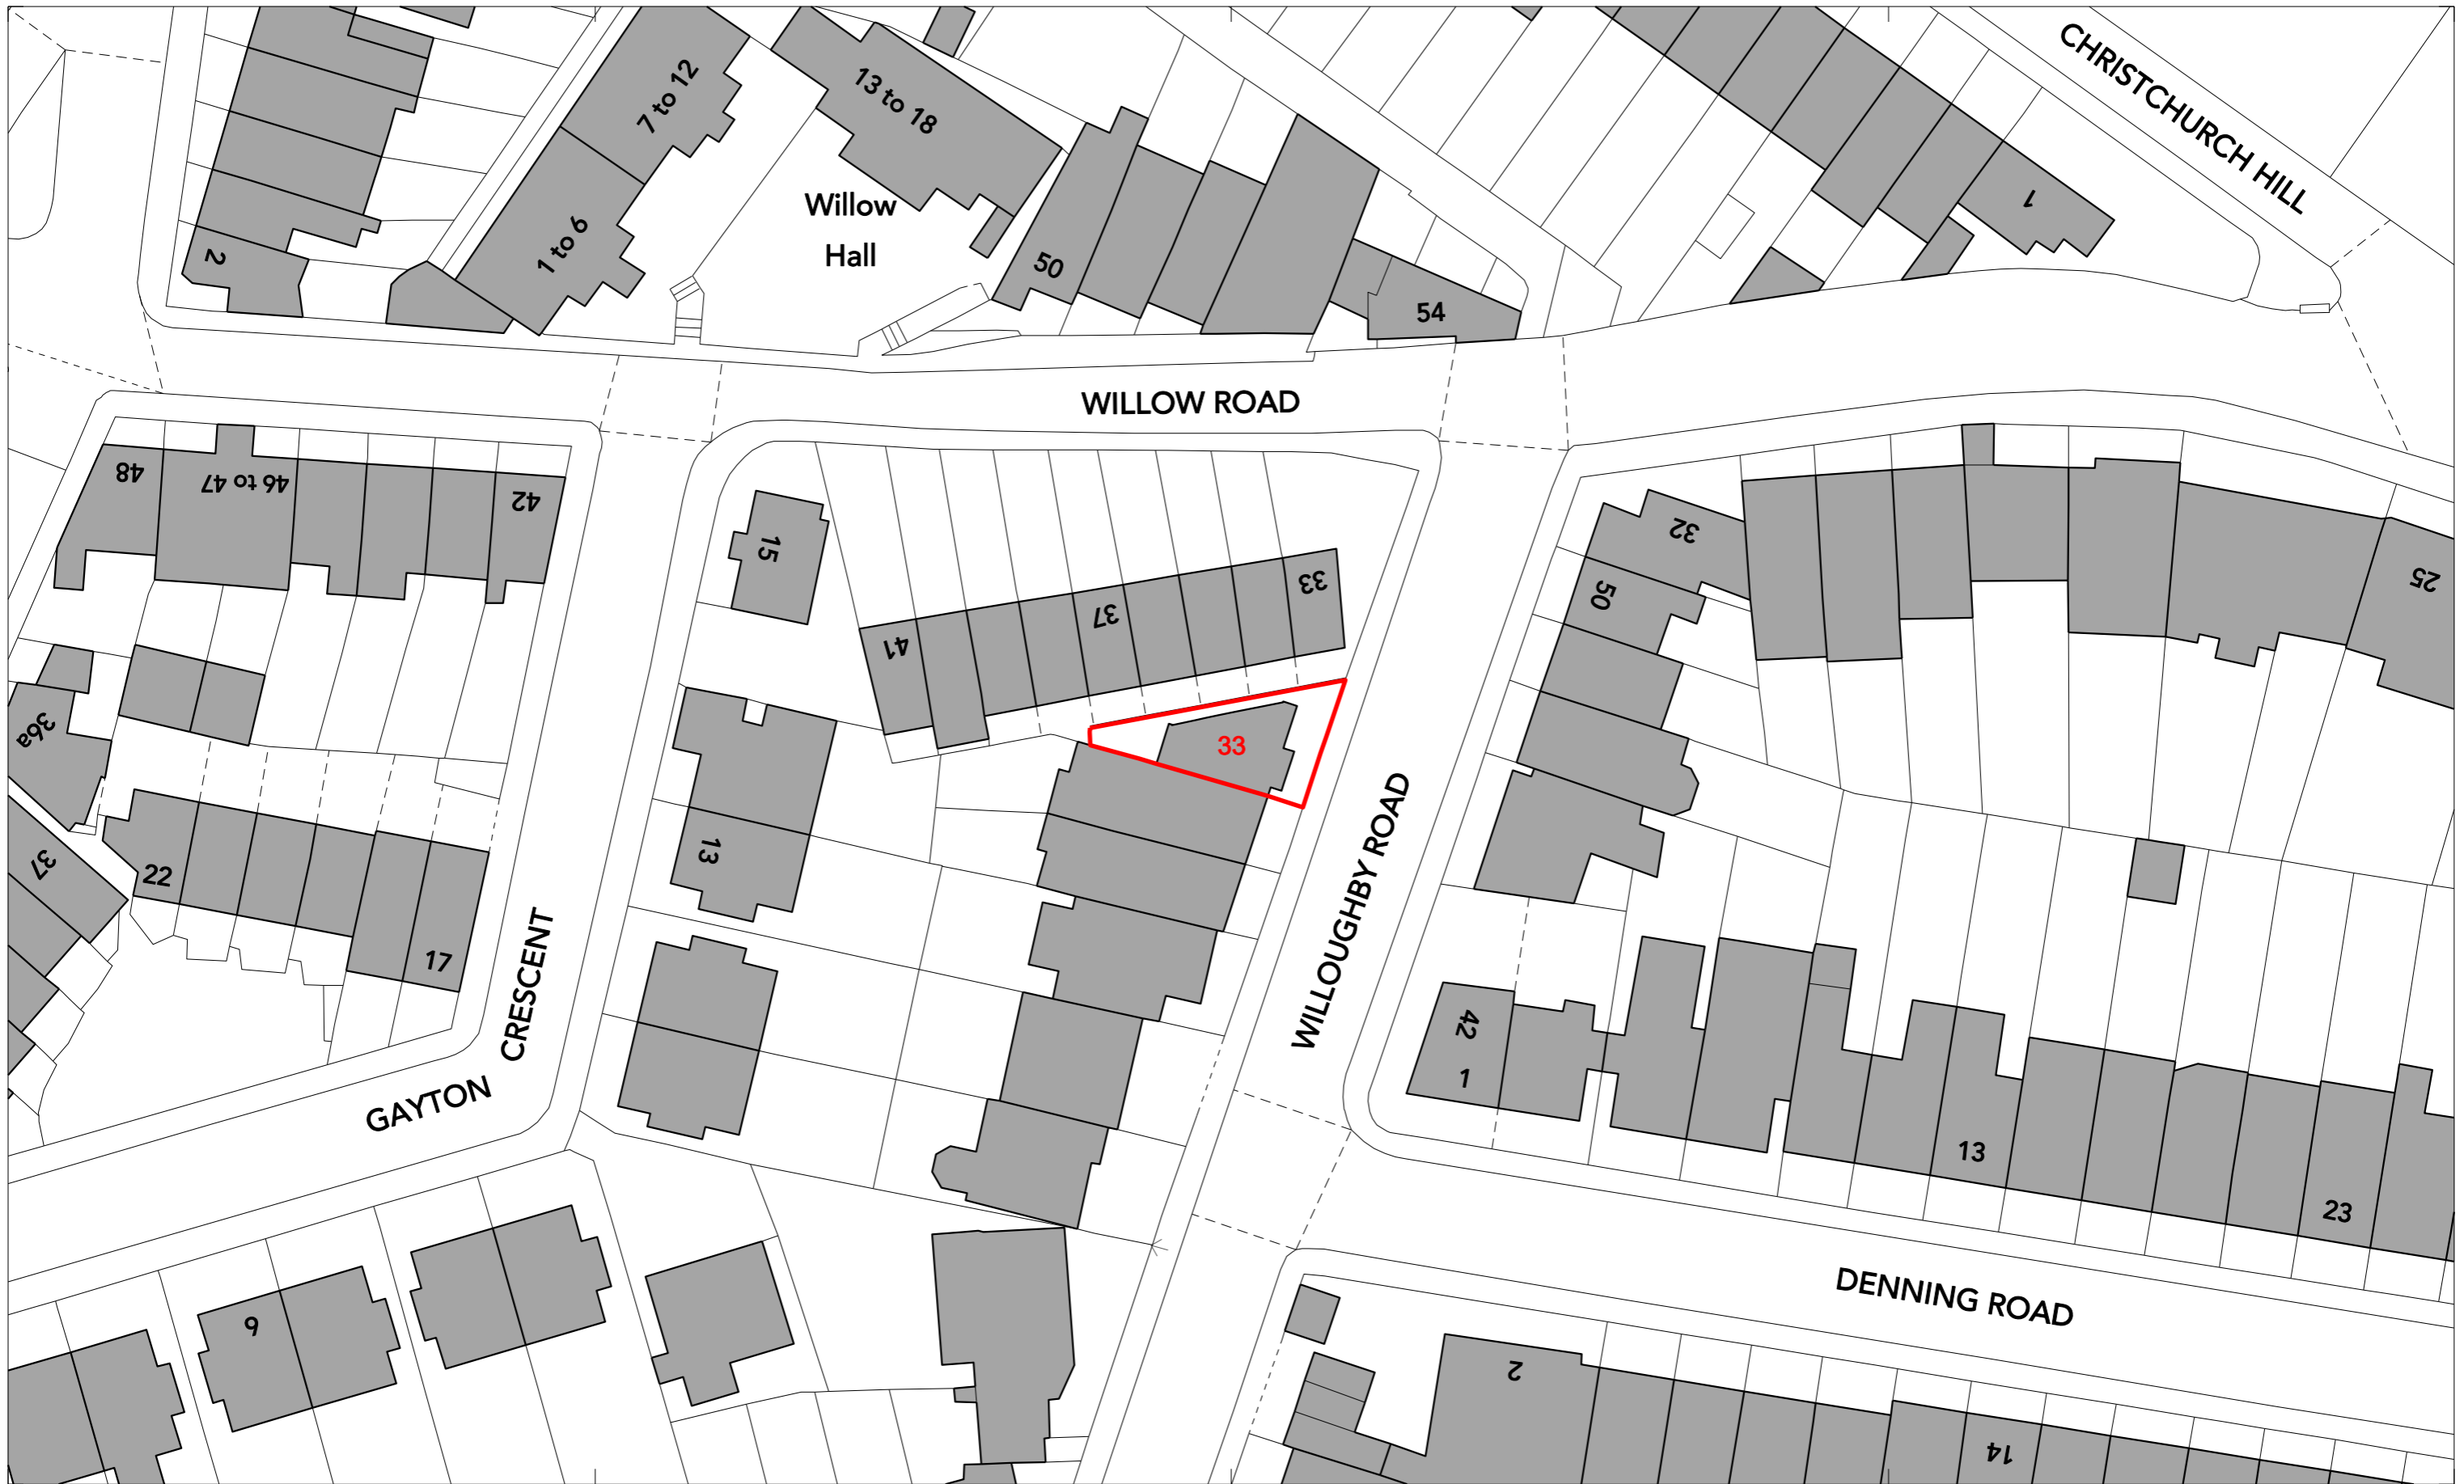 CHRISTCHURCH HILL
7 to 12
13 to 18
1 to 6
Willow
Hall
2
50
54
1
WILLOW ROAD
48
46 to 47
42
15
41
37
33
32
50
25
36a
37
22
17
13
33
WILLOUGHBY ROAD
GAYTON
CRESCENT
42
1
13
23
DENNING ROAD
9
2
14